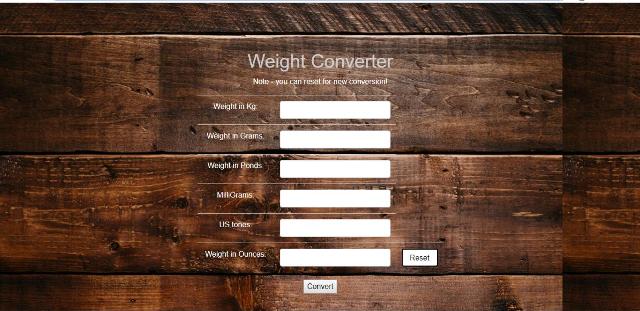 Weight Converter
Note - you can reset for new conversion!
Weight in Kg:
Weight in Grams:
Weight in Ponds:
MilliGrams:
US tones:
Weight in Ounces:
Reset
Convert